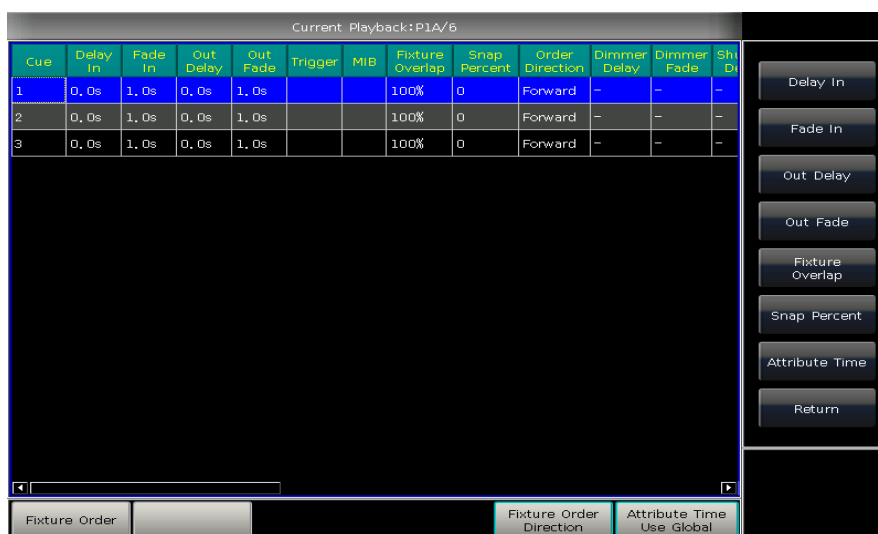 Current Playback:P1A/6
Cue Delay In Fade In Out Delay Out Fade Trigger MIB Fixture Overlap Snap Percent Order Direction Dimmer Delay Dimmer Fade
1 0.0s 1.0s 0.0s 1.0s 100% 0 Forward – – –
2 0.0s 1.0s 0.0s 1.0s 100% 0 Forward – – –
3 0.0s 1.0s 0.0s 1.0s 100% 0 Forward – – –
Delay In
Fade In
Out Delay
Out Fade
Fixture
Overlap
Snap Percent
Attribute Time
Return
Fixture Order
Fixture Order
Direction
Attribute Time
Use Global